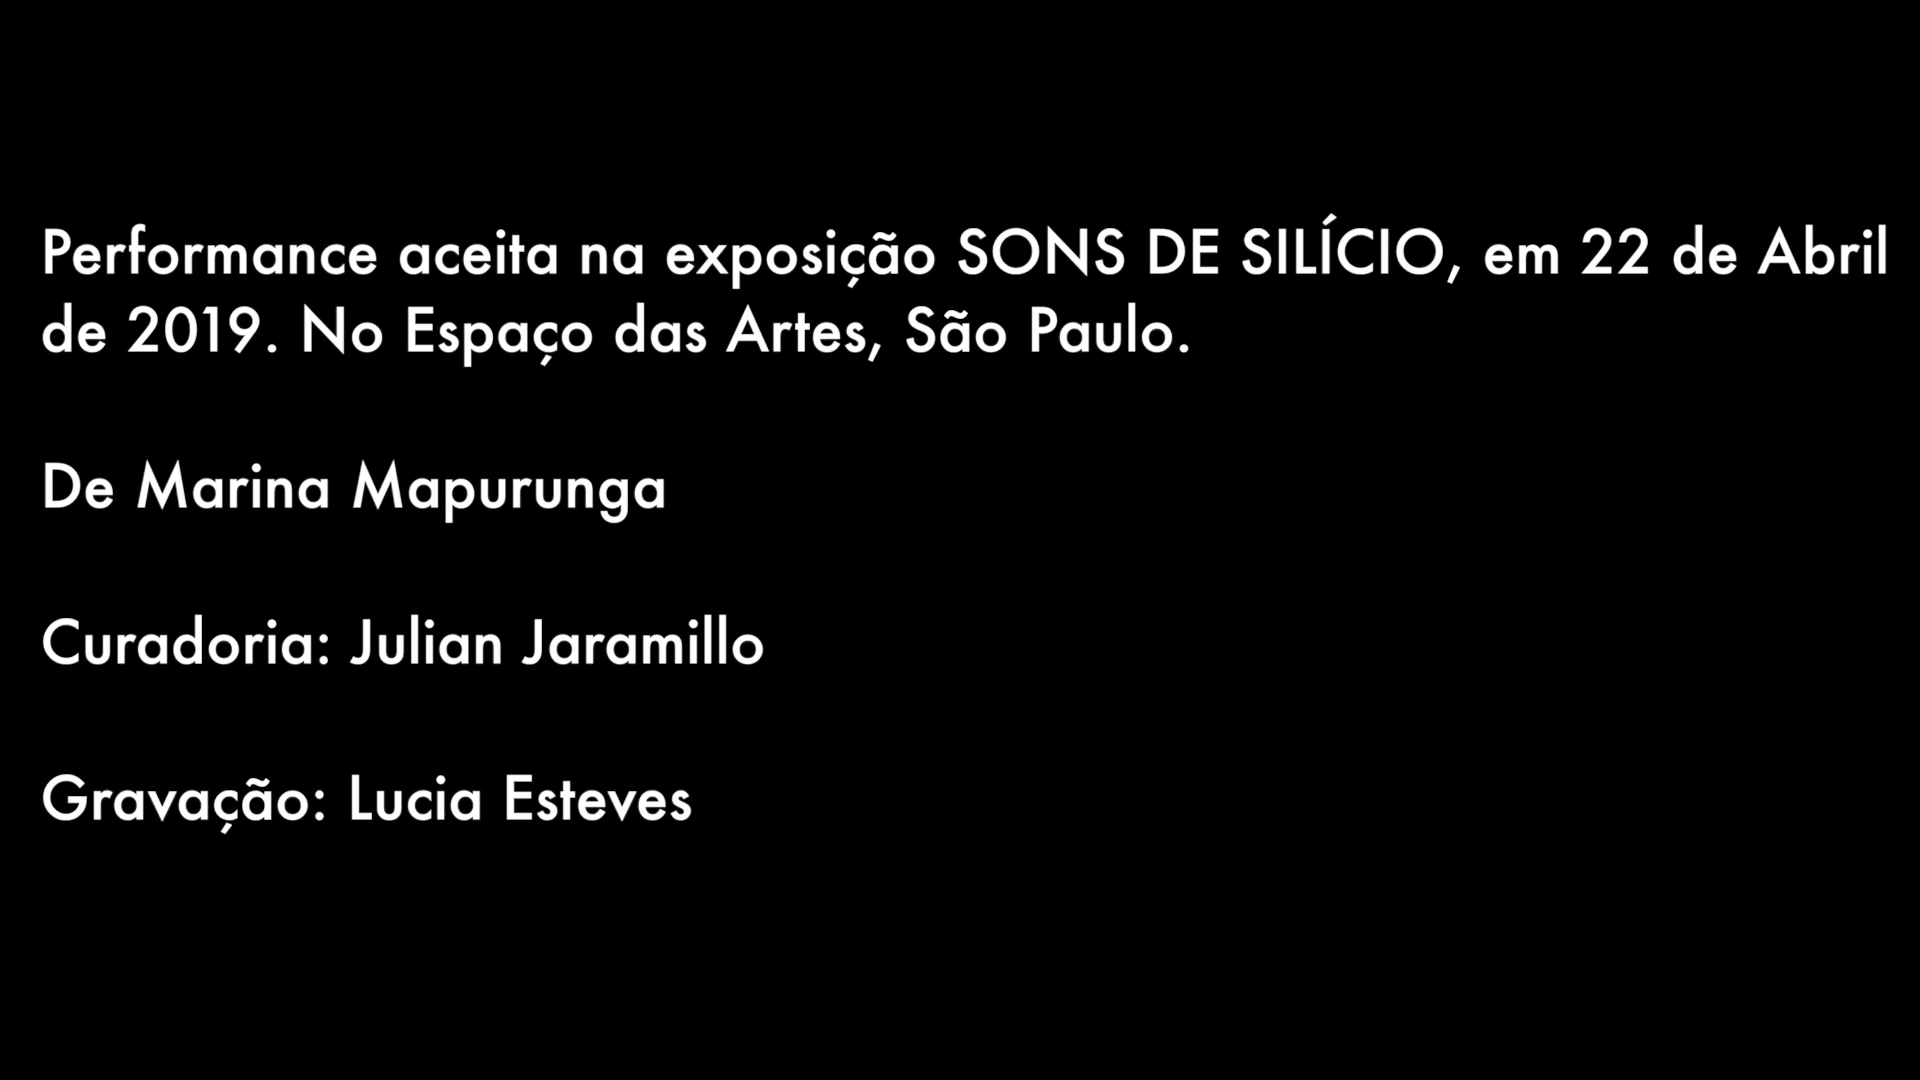 Performance aceita na exposição SONS DE SILÍCIO, em 22 de Abril
de 2019. No Espaço das Artes, São Paulo.
De Marina Mapurunga
Curadoria: Julian Jaramillo
Gravação: Lucia Esteves